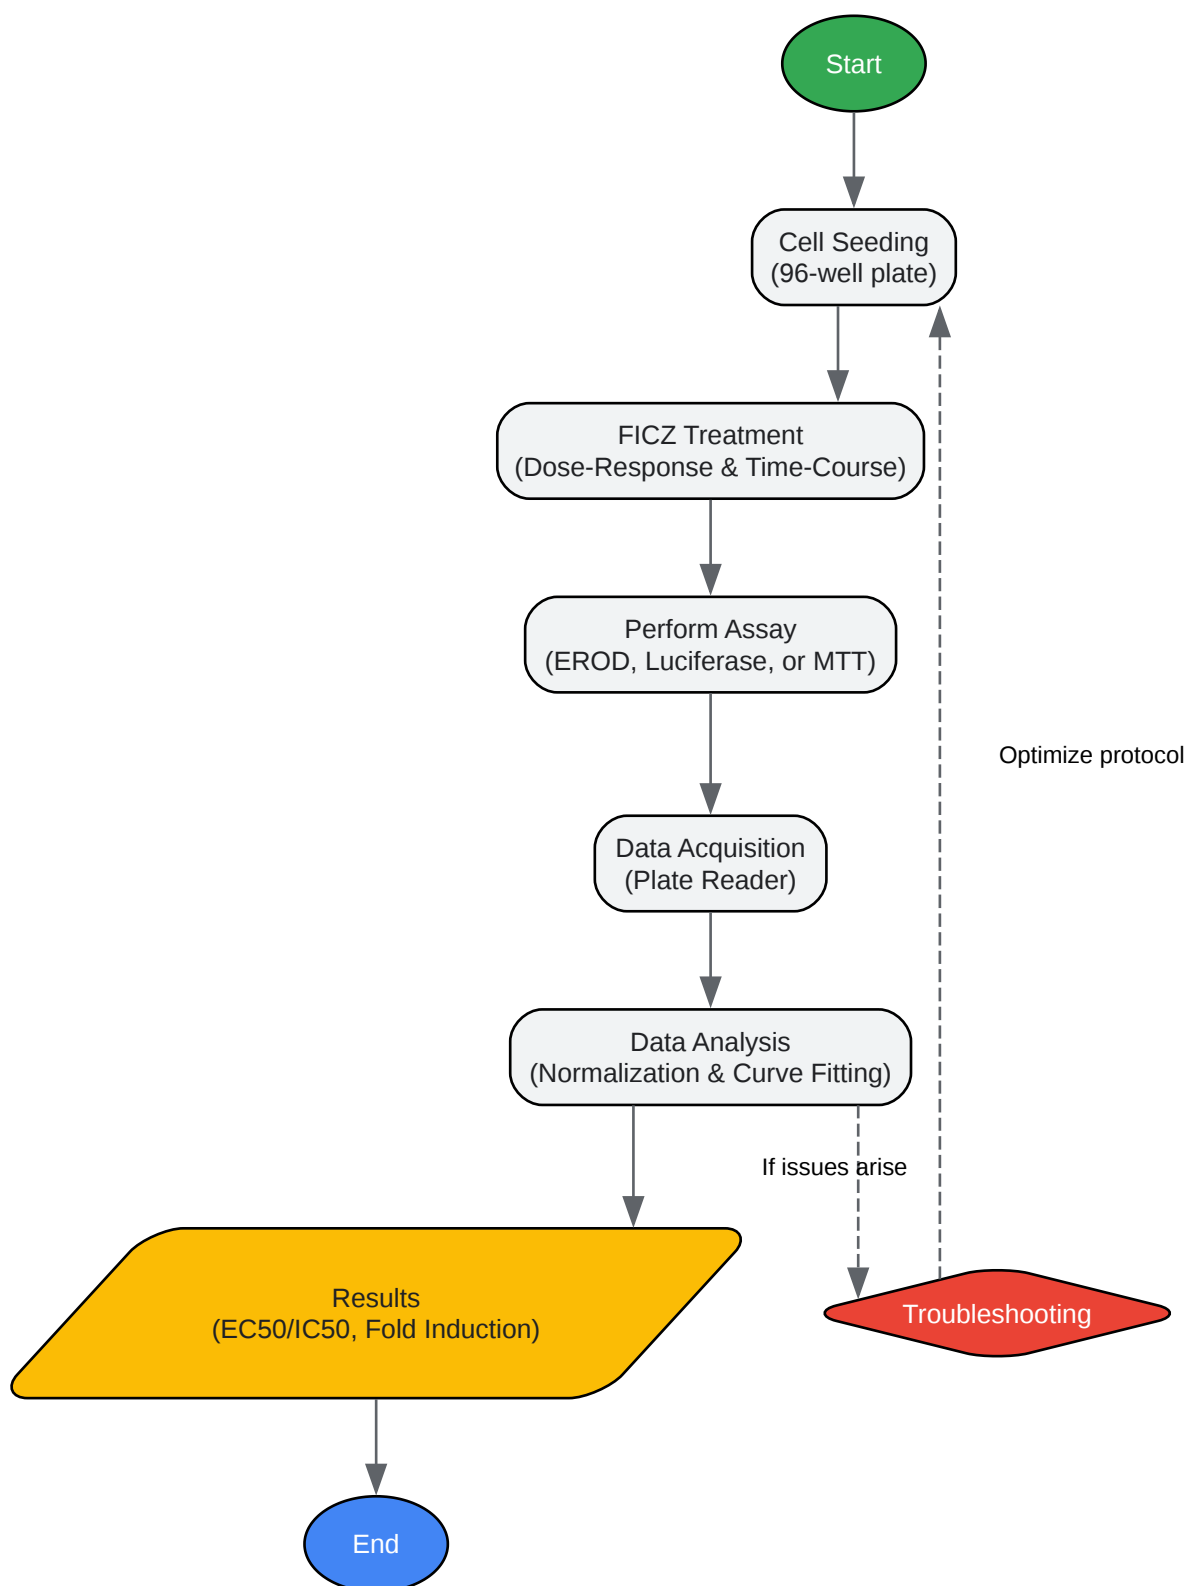 Start
Cell Seeding
(96-well plate)
FICZ Treatment
(Dose-Response & Time-Course)
Perform Assay
(EROD, Luciferase, or MTT)
Optimize protocol
Data Acquisition
(Plate Reader)
Data Analysis
(Normalization & Curve Fitting)
If issues arise
Results
(EC50/IC50, Fold Induction)
Troubleshooting
End